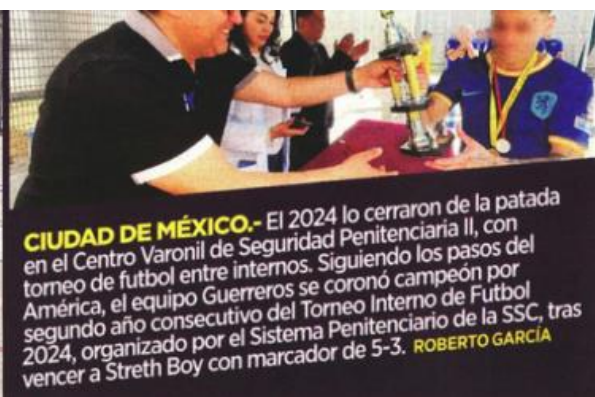 CIUDAD DE MÉXICO.- El 2024 lo cerraron de la patada
en el Centro Varonil de Seguridad Penitenciaria II, con
torneo de futbol entre internos. Siguiendo los pasos del
América, el equipo Guerreros se coronó campeón por
segundo año consecutivo del Torneo Interno de Futbol
2024, organizado por el Sistema Penitenciario de la SSC, tras
vencer a Streth Boy con marcador de 5-3. ROBERTO GARCÍA